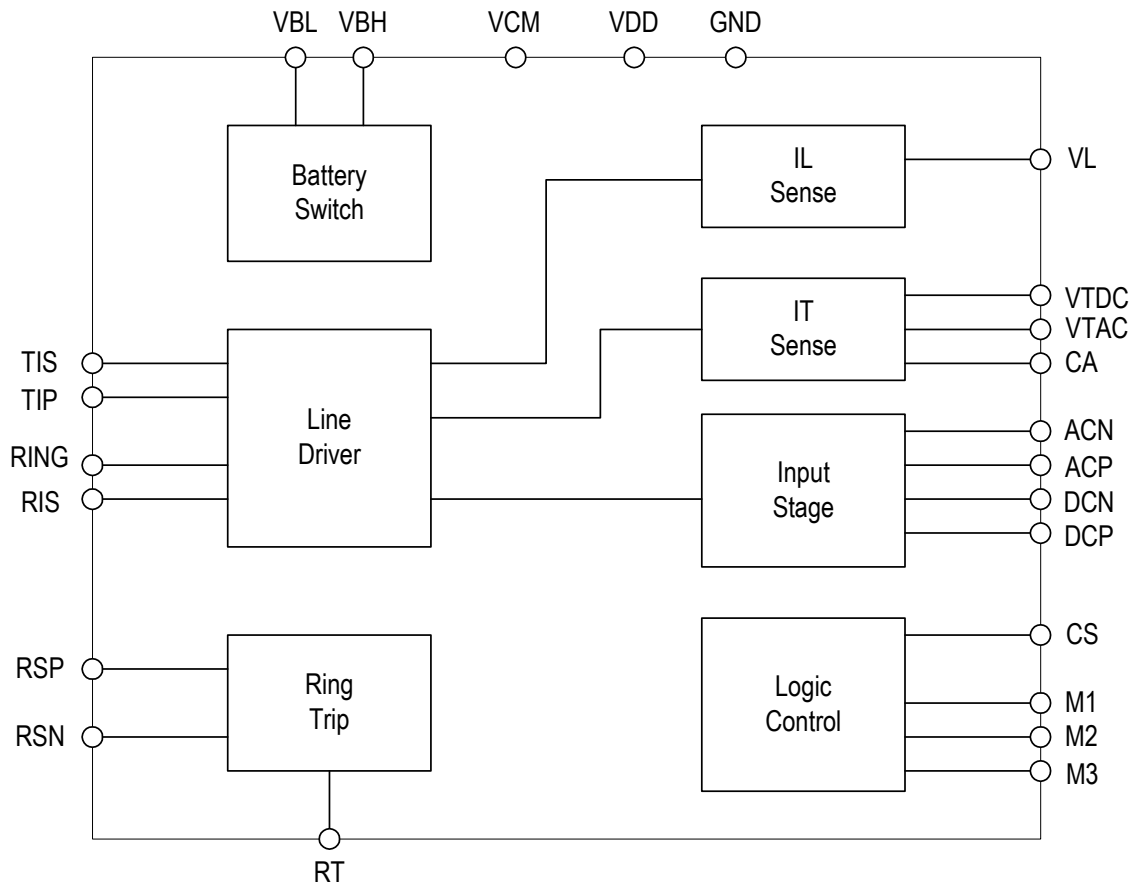 VBL VBH VCM VDD GND
Battery
Switch
IL
Sense
VL
IT
Sense
VTDC
VTAC
CA
TIS
TIP
RING
RIS
Line
Driver
Input
Stage
ACN
ACP
DCN
DCP
RSP
RSN
Ring
Trip
Logic
Control
CS
M1
M2
M3
RT